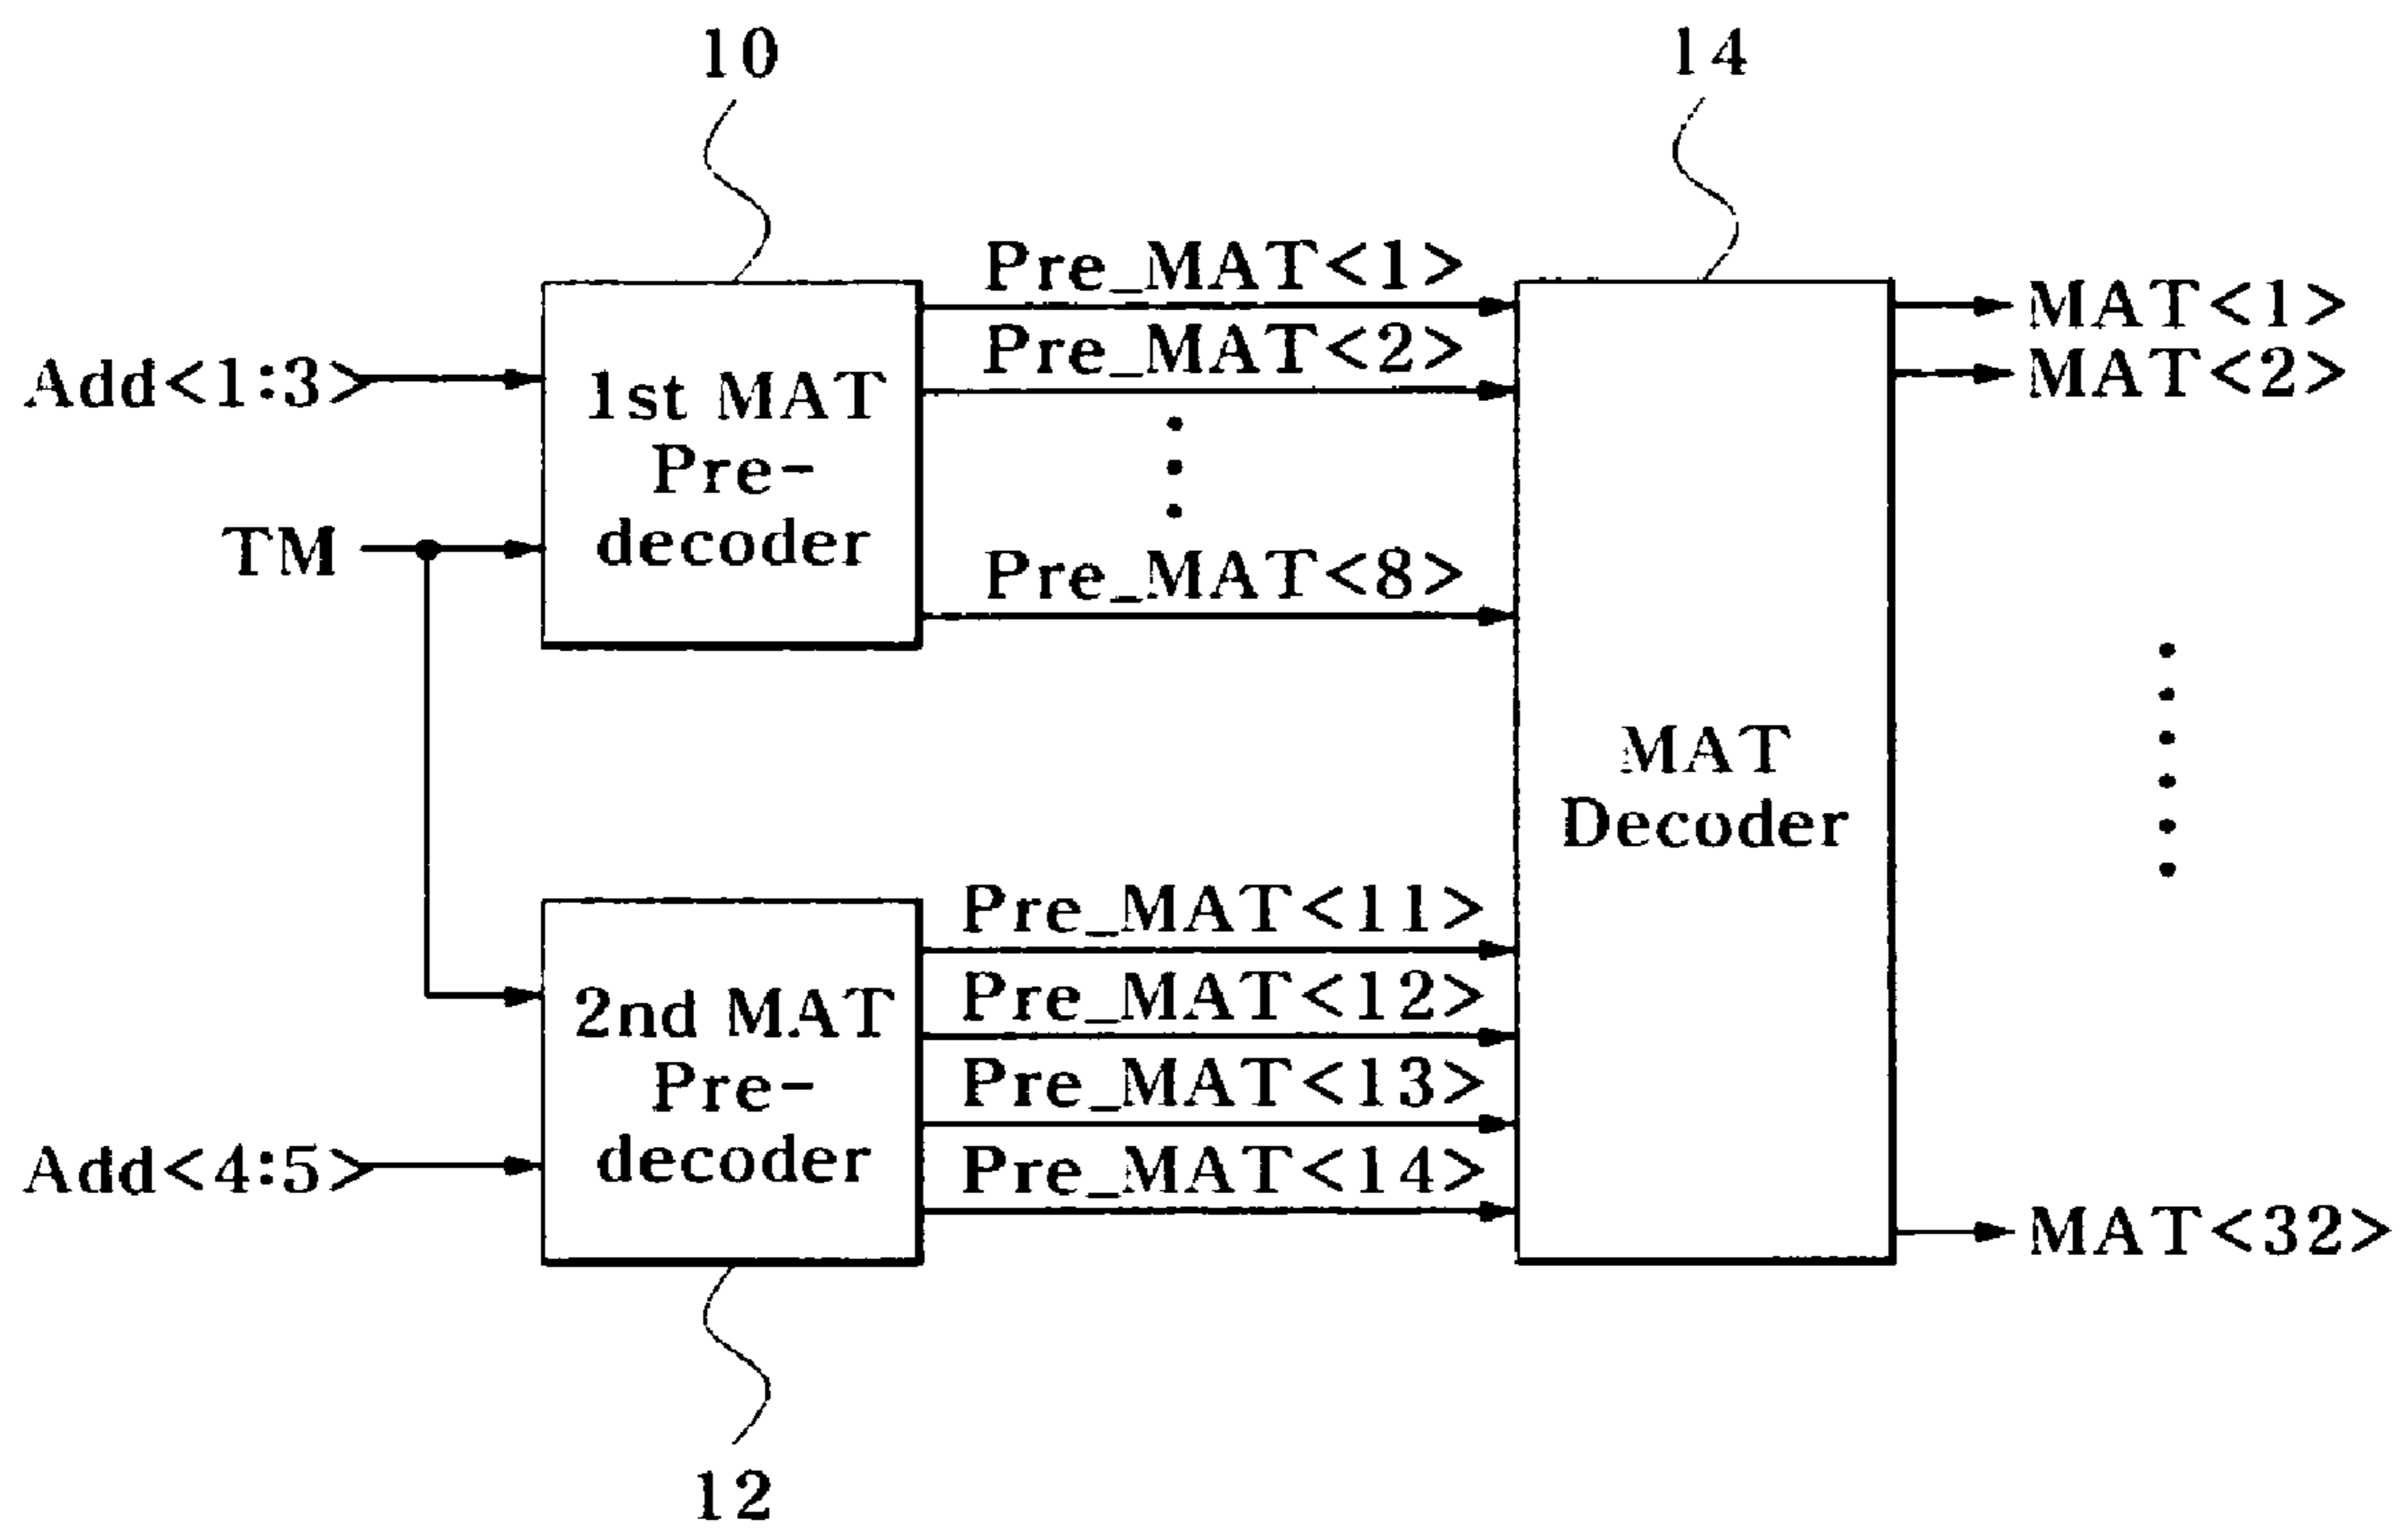 10
14
Pre_MAT<1>
MAT<1>
Pre_MAT<2>
MAT<2>
Add<1:3>
1st MAT
Pre-
decoder
TM
Pre_MAT<8>
MAT
Decoder
Pre_MAT<11>
2nd MAT
Pre-
decoder
Pre_MAT<12>
Pre_MAT<13>
Add<4:5>
Pre_MAT<14>
MAT<32>
12